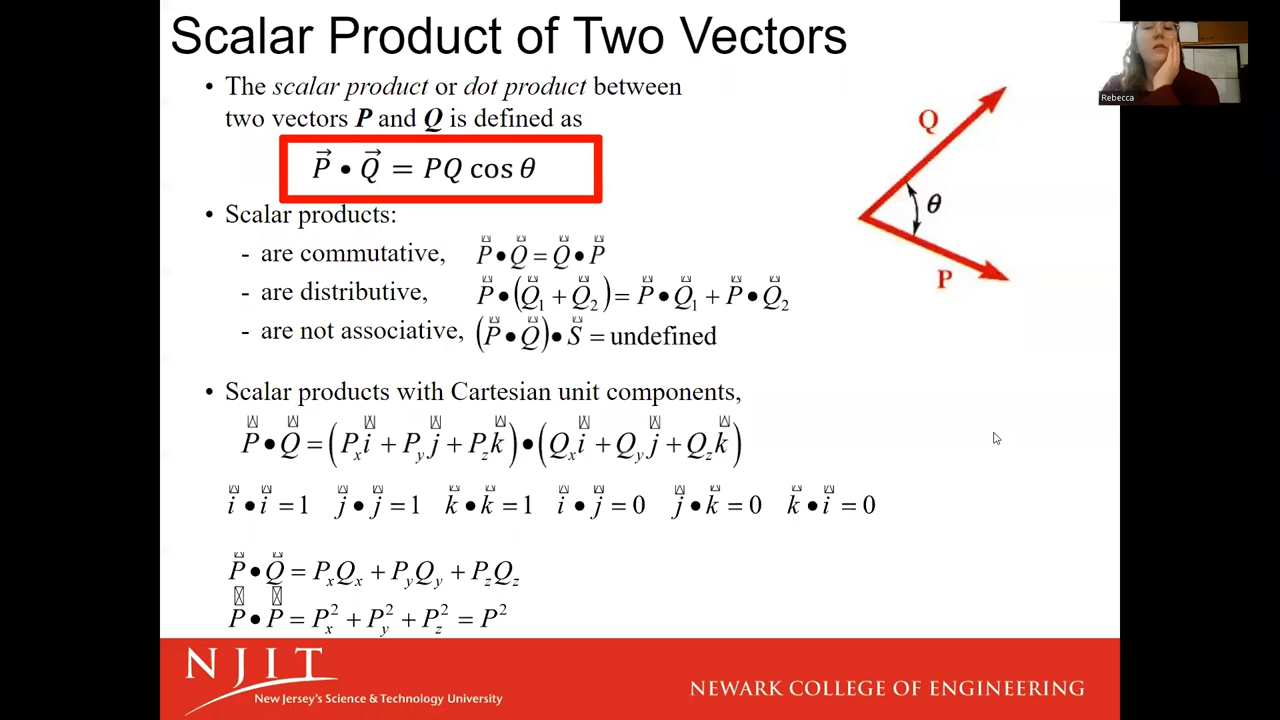 Scalar Product of Two Vectors
• The scalar product or dot product between
two vectors P and Q is defined as
P⃗ • Q⃗ = PQ cos θ
• Scalar products:
- are commutative, P • Q = Q • P
- are distributive, P • (Q₁ + Q₂) = P • Q₁ + P • Q₂
- are not associative, (P • Q) • S = undefined
• Scalar products with Cartesian unit components,
P • Q = (Pₓi + P_y j + P_z k) • (Qₓi + Q_y j + Q_z k)
i • i = 1 j • j = 1 k • k = 1 i • j = 0 j • k = 0 k • i = 0
P • Q = PₓQₓ + P_yQ_y + P_zQ_z
P • P = Pₓ² + P_y² + P_z² = P²
Q
θ
P
Rebecca
NJIT
New Jersey's Science & Technology University
NEWARK COLLEGE OF ENGINEERING